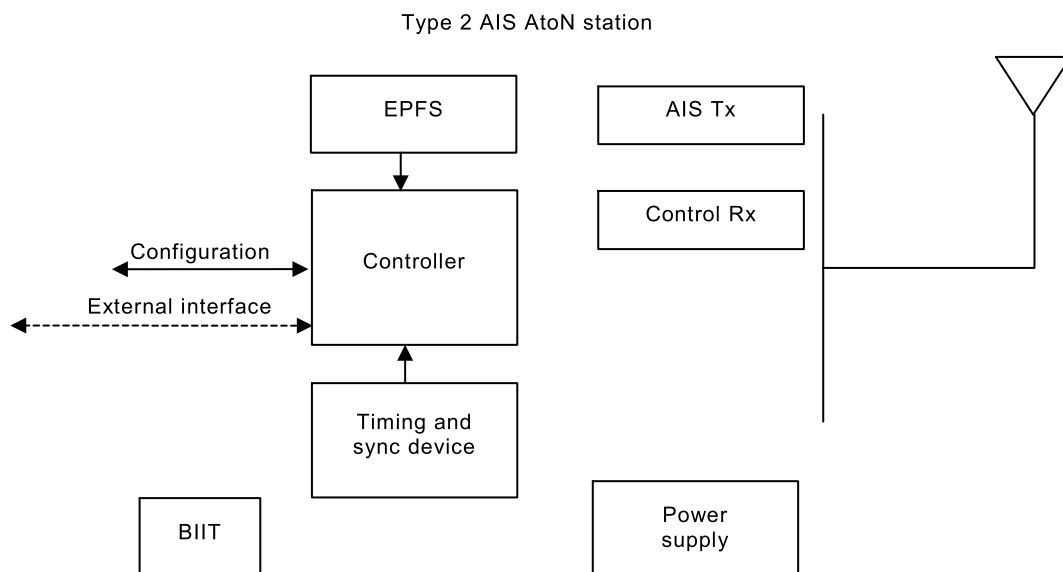 Type 2 AIS AtoN station
EPFS
AIS Tx
Control Rx
Configuration
Controller
External interface
Timing and
sync device
BIIT
Power
supply